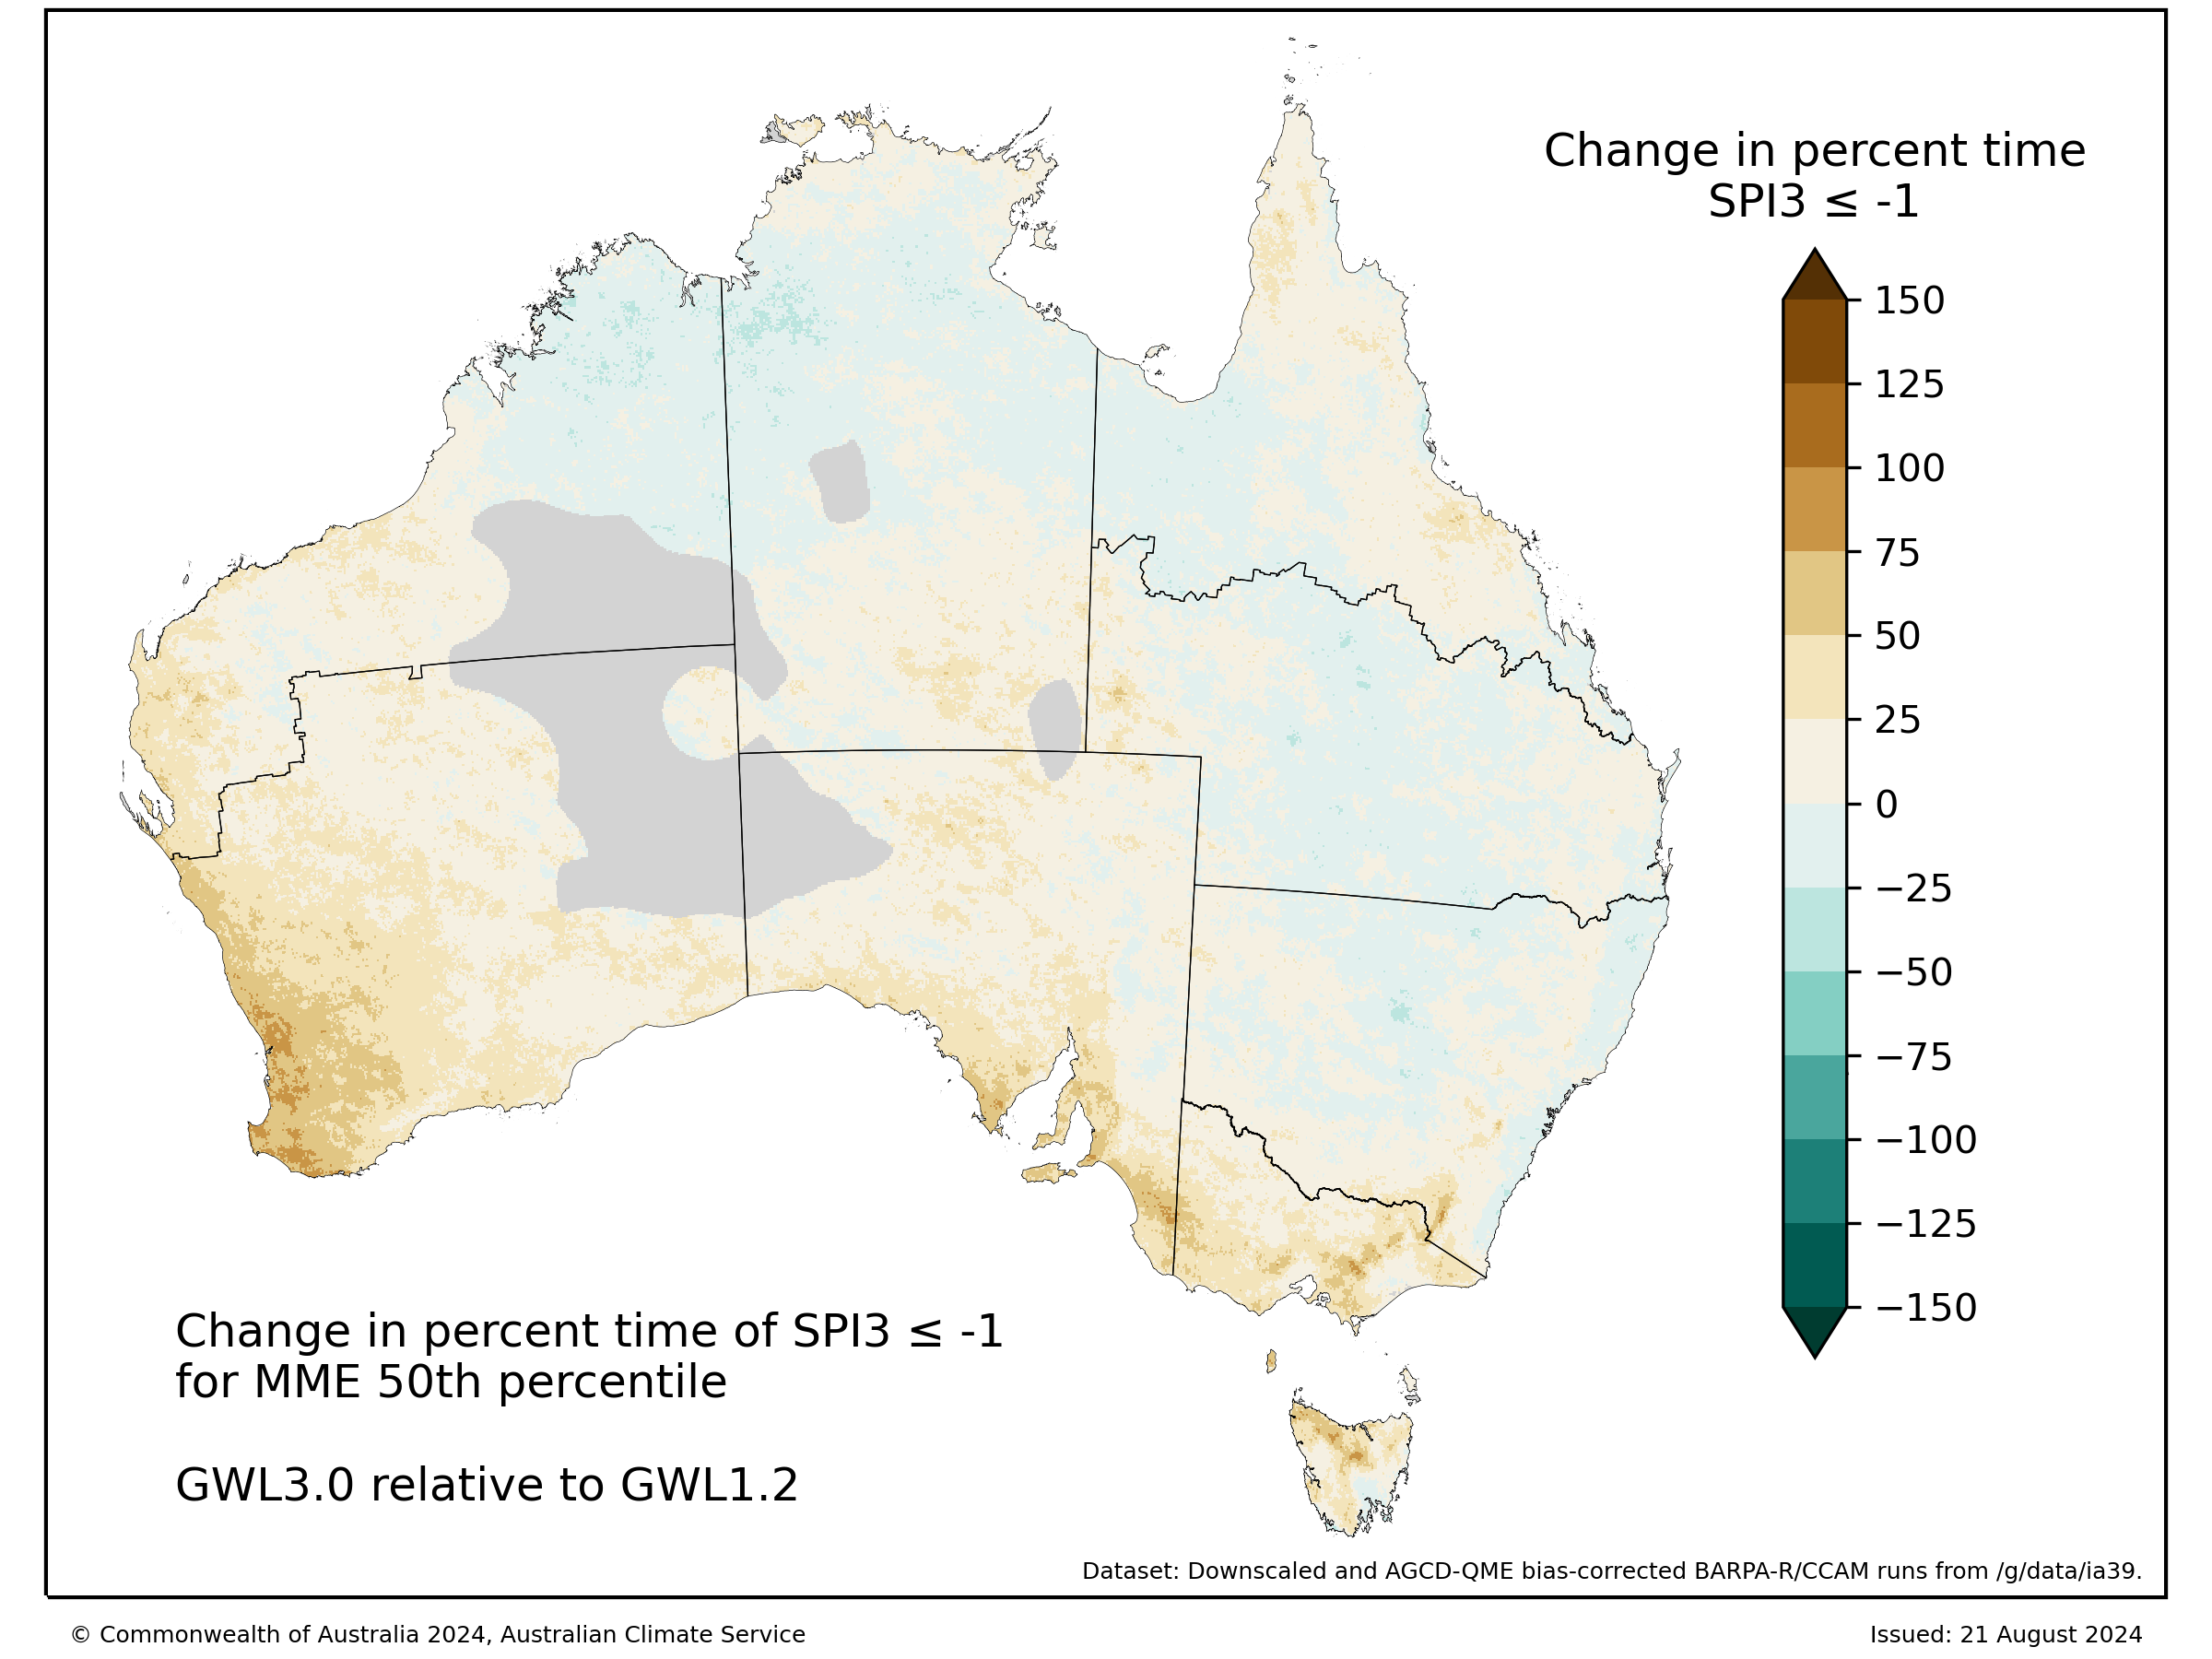 Change in percent time
SPI3 ≤ -1
150
125
100
75
50
25
0
−25
−50
−75
−100
−125
−150
Change in percent time of SPI3 ≤ -1
for MME 50th percentile
GWL3.0 relative to GWL1.2
Dataset: Downscaled and AGCD-QME bias-corrected BARPA-R/CCAM runs from /g/data/ia39.
© Commonwealth of Australia 2024, Australian Climate Service
Issued: 21 August 2024